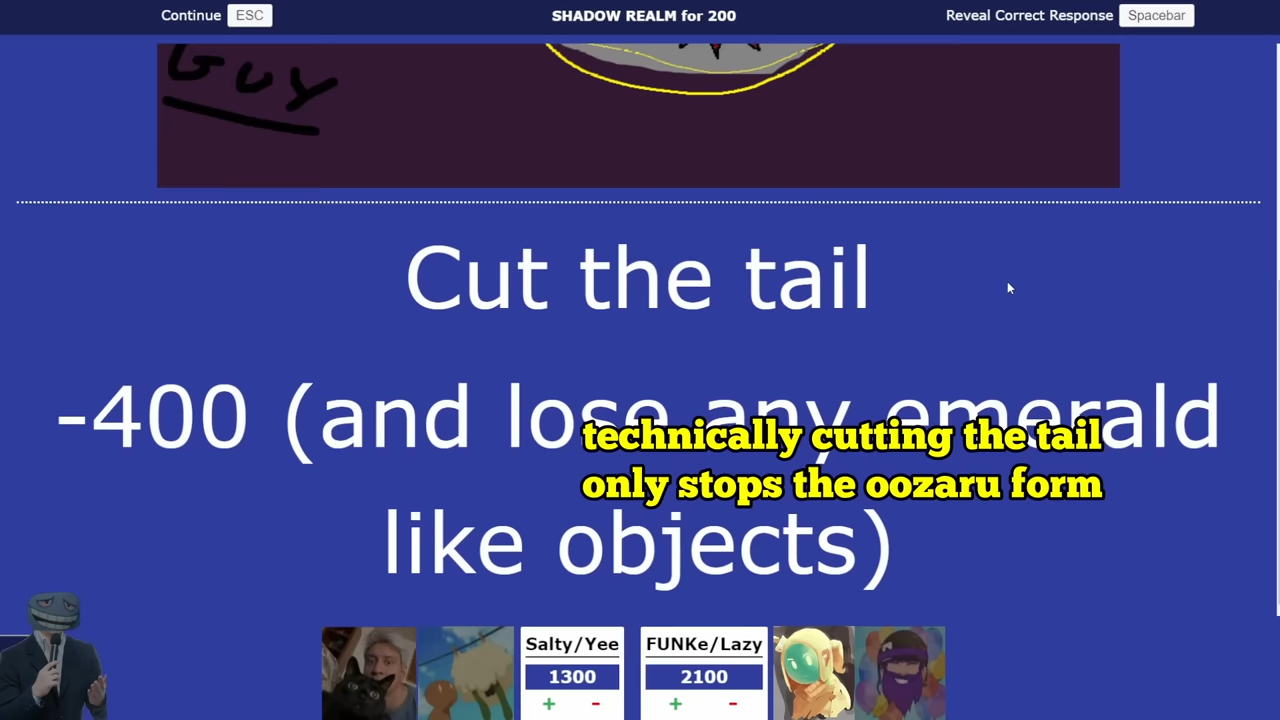 Continue ESC
SHADOW REALM for 200
Reveal Correct Response Spacebar
GUY
Cut the tail
-400 (and lose any emerald
technically cutting the tail
only stops the oozaru form
like objects)
Salty/Yee
1300
+ -
FUNKe/Lazy
2100
+ -